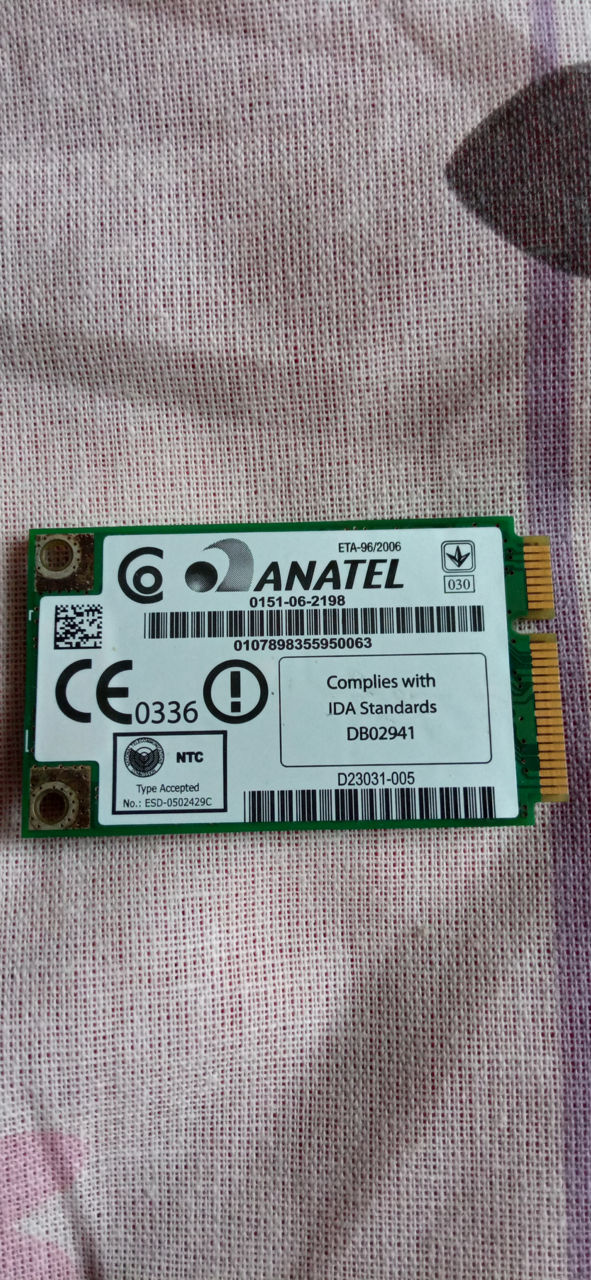 ETA-96/2006
ANATEL
030
0151-06-2198
0107898355950063
CE0336
!
Complies with
IDA Standards
DB02941
NTC
Type Accepted
No.: ESD-0502429C
D23031-005